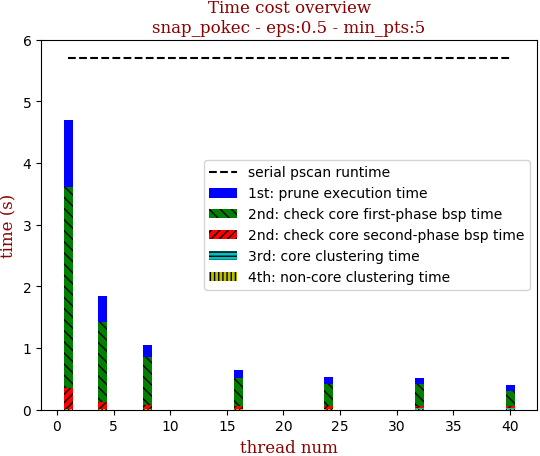 Time cost overview
snap_pokec - eps:0.5 - min_pts:5
6
5
4
3
2
1
0
time (s)
serial pscan runtime
1st: prune execution time
2nd: check core first-phase bsp time
2nd: check core second-phase bsp time
3rd: core clustering time
4th: non-core clustering time
0 5 10 15 20 25 30 35 40
thread num